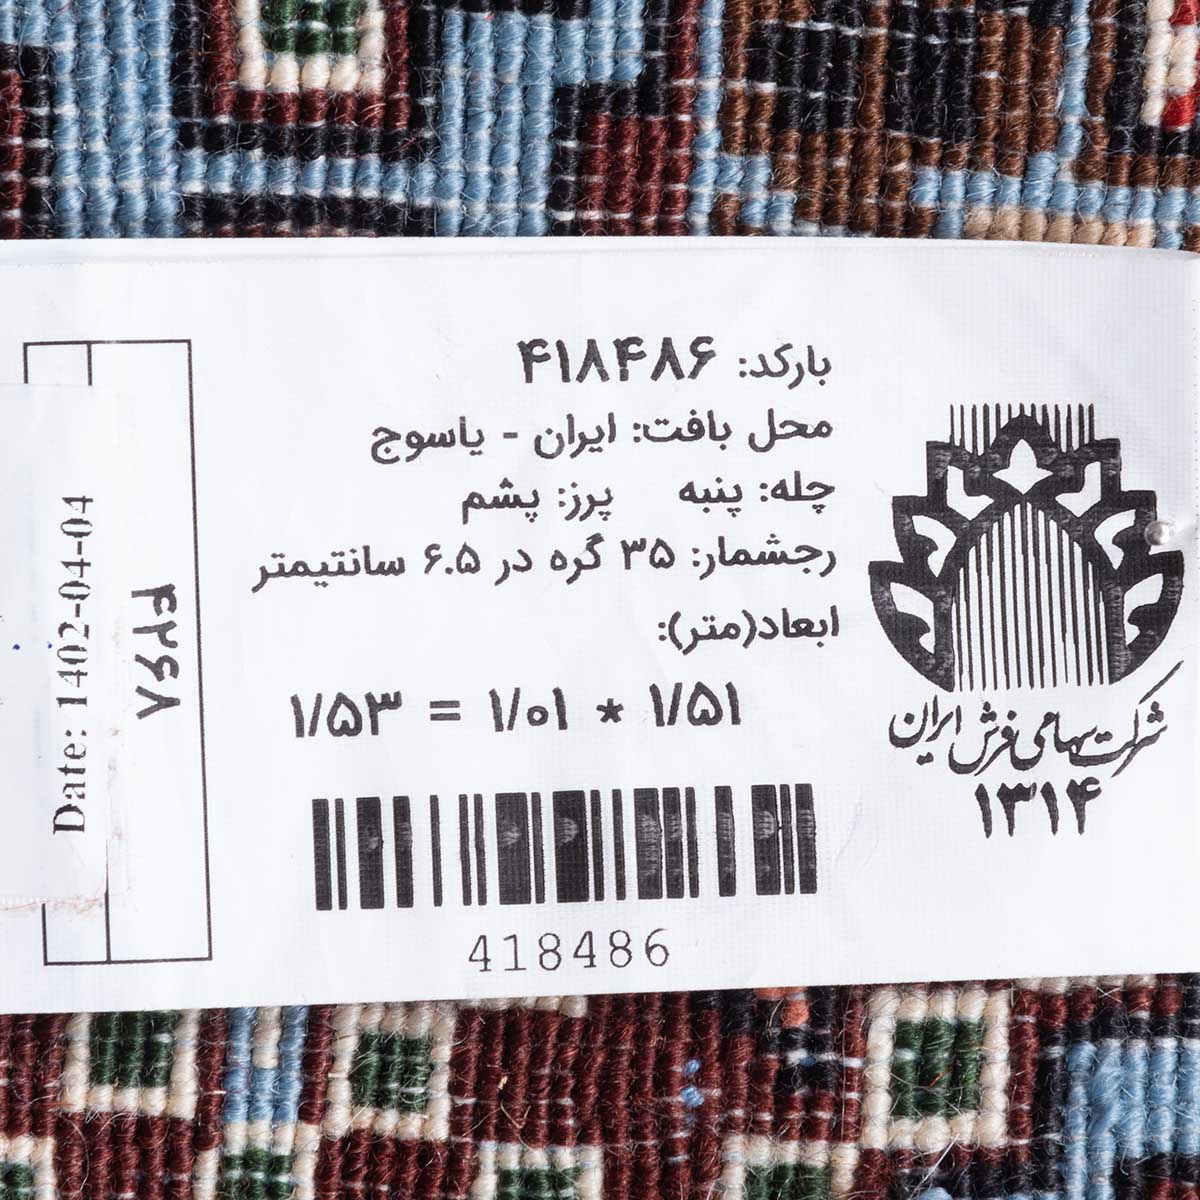 بارکد: ۴۱۸۴۸۶
محل بافت: ایران - یاسوج
چله: پنبه پرز: پشم
رجشمار: ۳۵ گره در ۶.۵ سانتیمتر
ابعاد(متر):
۱/۵۱ * ۱/۰۱ = ۱/۵۳
418486
شرکت سهامی فرش ایران
۱۳۱۴
۴۲۶۸
Date: 1402-04-04